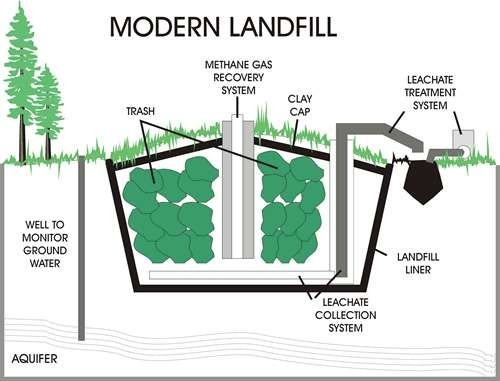 MODERN LANDFILL
METHANE GAS
RECOVERY
SYSTEM
LEACHATE
TREATMENT
SYSTEM
TRASH
CLAY
CAP
WELL TO
MONITOR
GROUND
WATER
LANDFILL
LINER
LEACHATE
COLLECTION
SYSTEM
AQUIFER